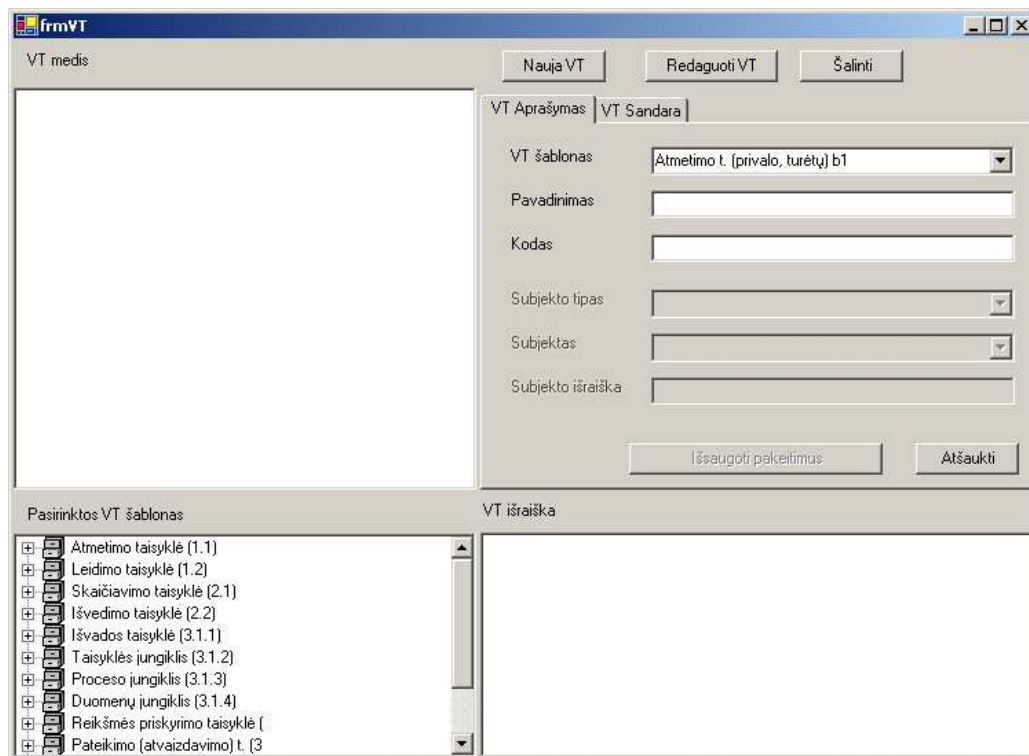 frmVT
VT medis
Nauja VT
Redaguoti VT
Šalinti
VT Aprašymas
VT Sandara
VT šablonas
Atmetimo t. (privalo, turėtų) b1
Pavadinimas
Kodas
Subjekto tipas
Subjektas
Subjekto išraiška
Išsaugoti pakeitimus
Atšaukti
Pasirinktos VT šablonas
Atmetimo taisyklė (1.1)
Leidimo taisyklė (1.2)
Skaičiavimo taisyklė (2.1)
Išvedimo taisyklė (2.2)
Išvados taisyklė (3.1.1)
Taisyklės jungiklis (3.1.2)
Proceso jungiklis (3.1.3)
Duomenų jungiklis (3.1.4)
Reikšmės priskyrimo taisyklė (
Pateikimo (atvaizdavimo) t. (3
VT išraiška